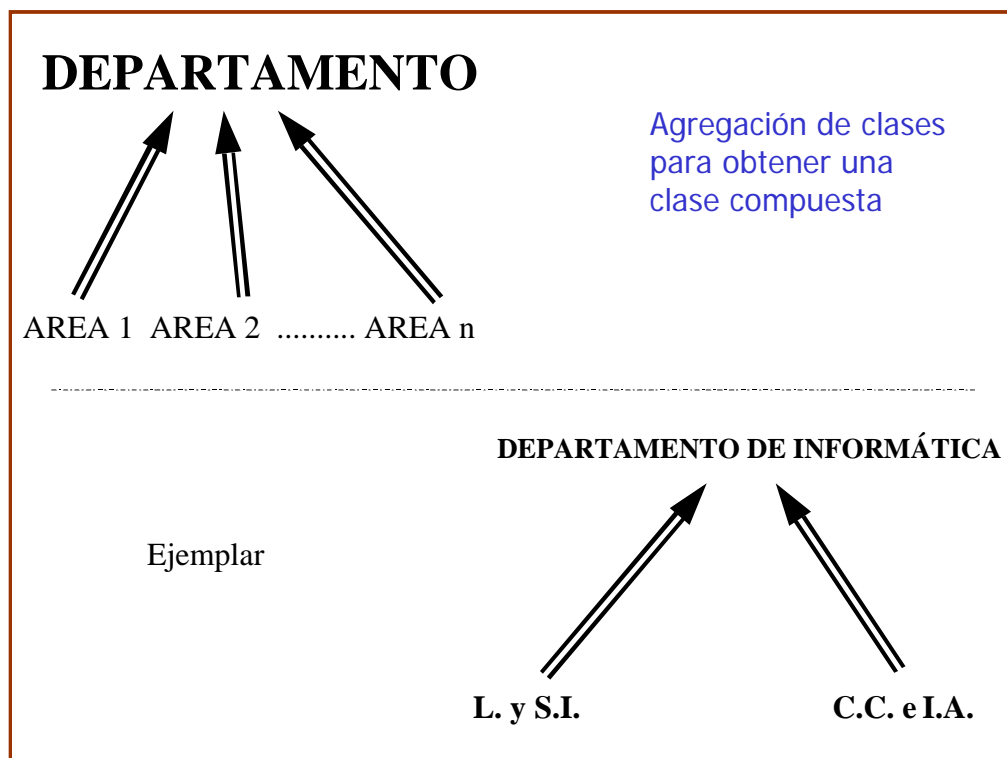 DEPARTAMENTO
Agregación de clases
para obtener una
clase compuesta
AREA 1 AREA 2 .......... AREA n
DEPARTAMENTO DE INFORMÁTICA
Ejemplar
L. y S.I. C.C. e I.A.